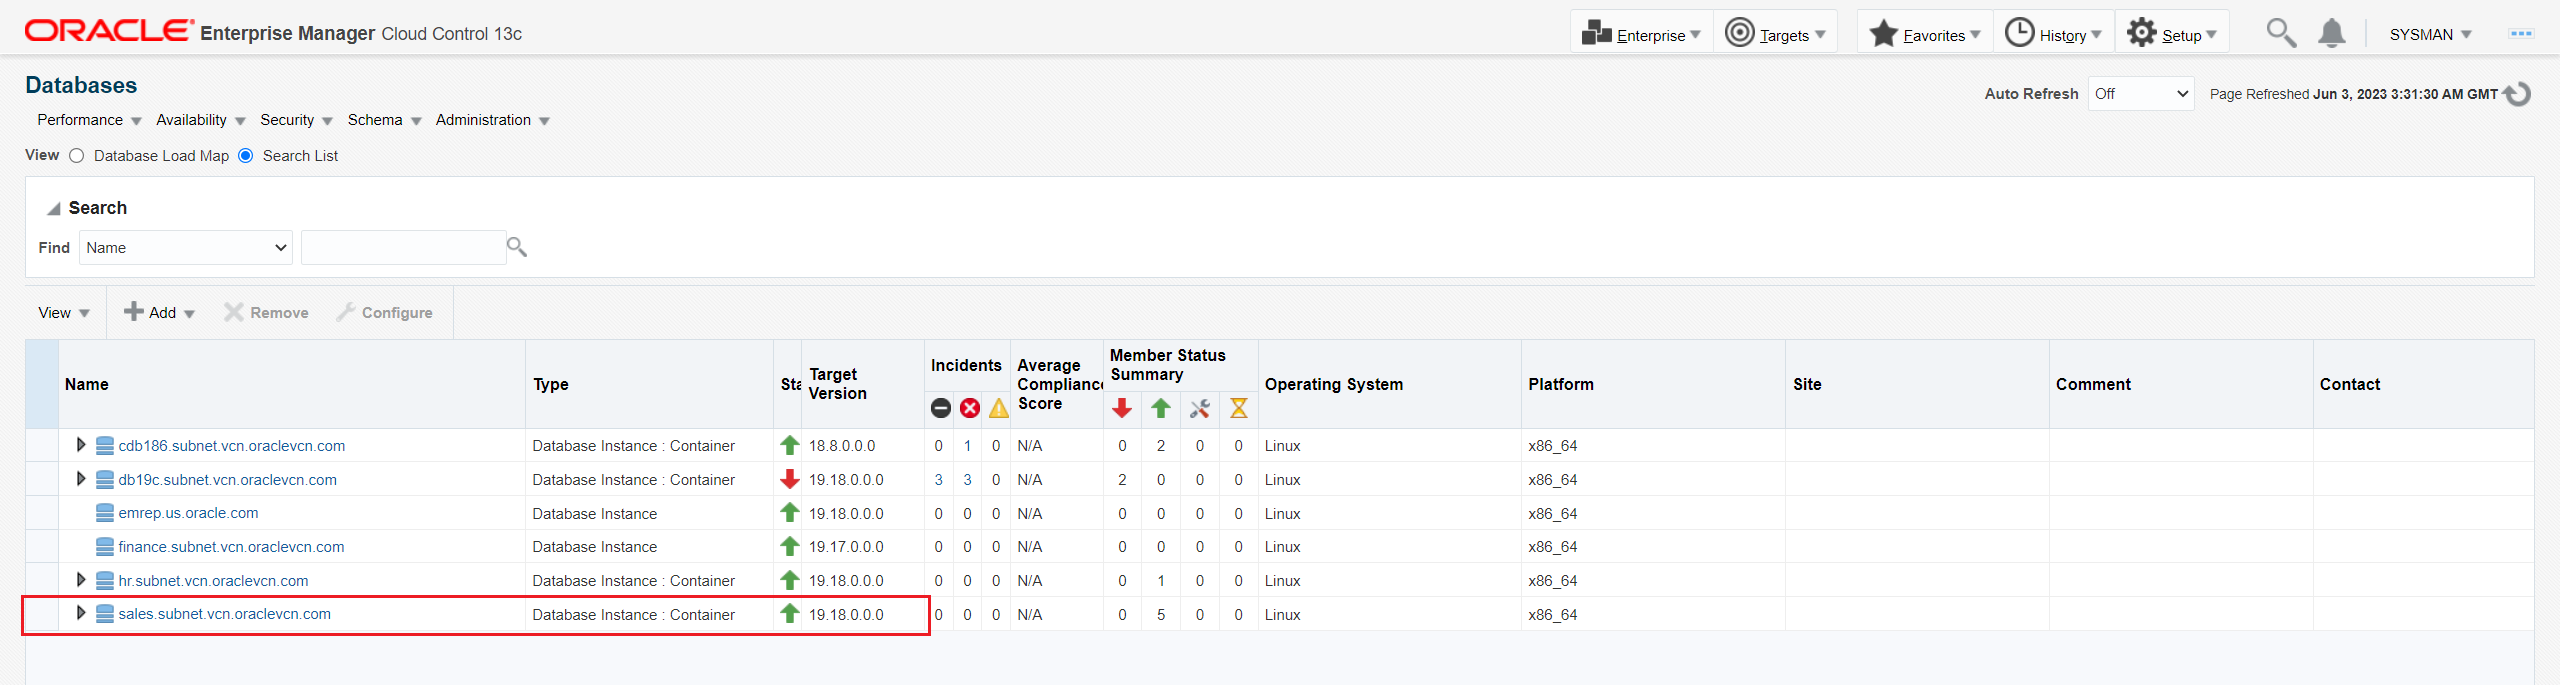 ORACLE Enterprise Manager Cloud Control 13c
Enterprise Targets Favorites History Setup SYSMAN
Databases
Auto Refresh Off Page Refreshed Jun 3, 2023 3:31:30 AM GMT
Performance Availability Security Schema Administration
View Database Load Map Search List
Search
Find Name
View Add Remove Configure
Name Type Sta Target Version Incidents Average Compliance Score Member Status Summary Operating System Platform Site Comment Contact
cdb186.subnet.vcn.oraclevcn.com Database Instance : Container 18.8.0.0.0 0 1 0 N/A 0 2 0 0 Linux x86_64
db19c.subnet.vcn.oraclevcn.com Database Instance : Container 19.18.0.0.0 3 3 0 N/A 2 0 0 0 Linux x86_64
emrep.us.oracle.com Database Instance 19.18.0.0.0 0 0 0 N/A 0 0 0 0 Linux x86_64
finance.subnet.vcn.oraclevcn.com Database Instance 19.17.0.0.0 0 0 0 N/A 0 0 0 0 Linux x86_64
hr.subnet.vcn.oraclevcn.com Database Instance : Container 19.18.0.0.0 0 0 0 N/A 0 1 0 0 Linux x86_64
sales.subnet.vcn.oraclevcn.com Database Instance : Container 19.18.0.0.0 0 0 0 N/A 0 5 0 0 Linux x86_64